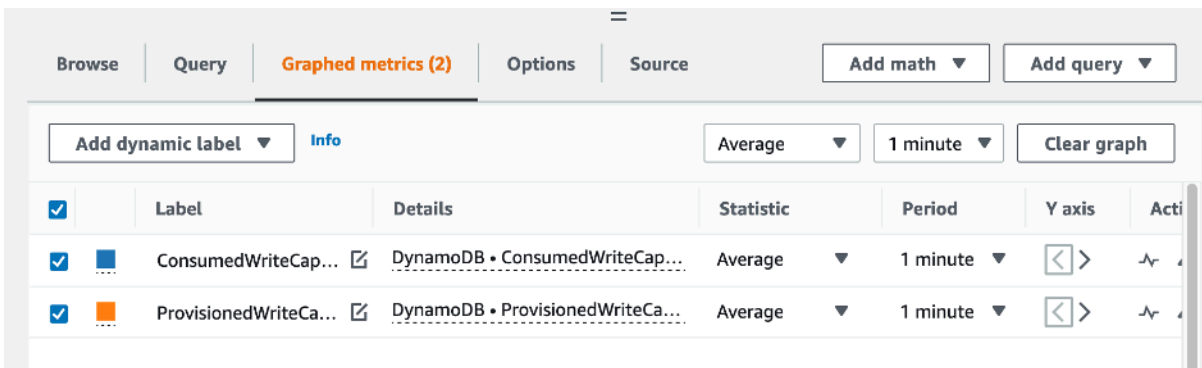 Browse Query Graphed metrics (2) Options Source Add math Add query
Add dynamic label Info Average 1 minute Clear graph
Label Details Statistic Period Y axis Acti
ConsumedWriteCap... DynamoDB • ConsumedWriteCap... Average 1 minute
ProvisionedWriteCa... DynamoDB • ProvisionedWriteCa... Average 1 minute